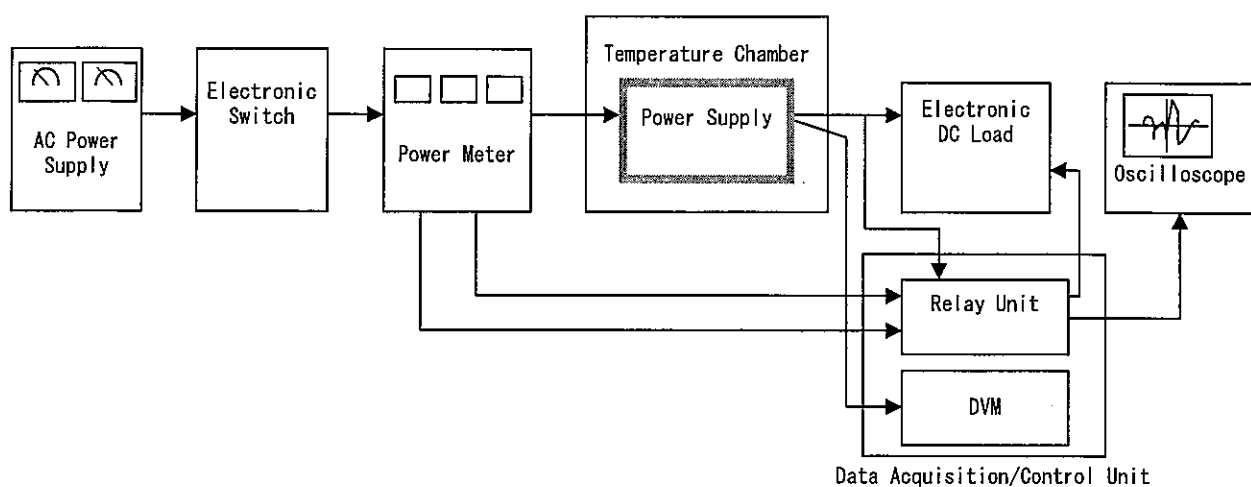 AC Power
Supply
Electronic
Switch
Power Meter
Temperature Chamber
Power Supply
Electronic
DC Load
Oscilloscope
Relay Unit
DVM
Data Acquisition/Control Unit